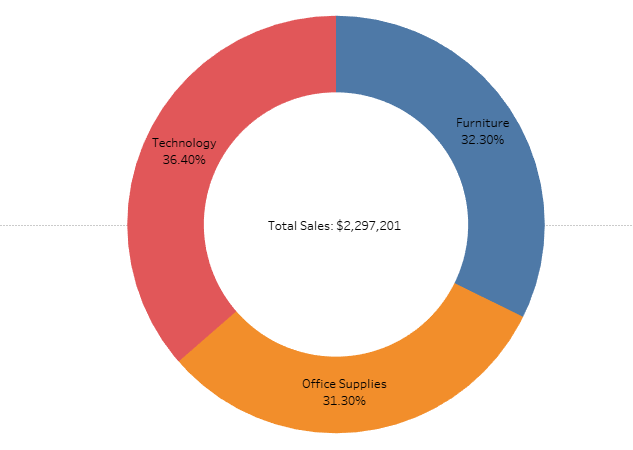 Furniture
32.30%
Technology
36.40%
Total Sales: $2,297,201
Office Supplies
31.30%